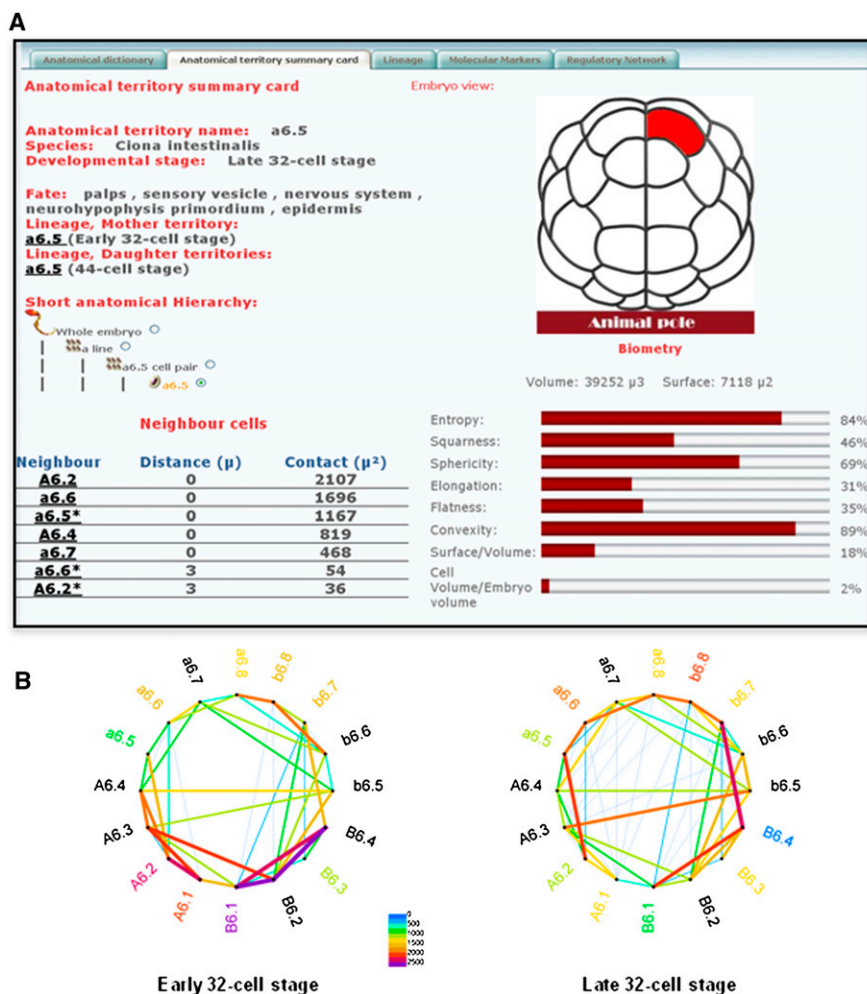 A
Anatomical dictionary Anatomical territory summary card Lineage Molecular Markers Regulatory Network
Anatomical territory summary card
Embryo view:
Anatomical territory name: a6.5
Species: Ciona intestinalis
Developmental stage: Late 32-cell stage
Fate: palps , sensory vesicle , nervous system ,
neurohypophysis primordium , epidermis
Lineage, Mother territory:
a6.5 (Early 32-cell stage)
Lineage, Daughter territories:
a6.5 (44-cell stage)
Short anatomical Hierarchy:
Whole embryo
a line
a6.5 cell pair
a6.5
Animal pole
Biometry
Volume: 39252 µ3 Surface: 7118 µ2
Neighbour cells
Neighbour Distance (µ) Contact (µ²)
A6.2 0 2107
a6.6 0 1696
a6.5* 0 1167
A6.4 0 819
a6.7 0 468
a6.6* 3 54
A6.2* 3 36
Entropy: 84%
Squarness: 46%
Sphericity: 69%
Elongation: 31%
Flatness: 35%
Convexity: 89%
Surface/Volume: 18%
Cell
Volume/Embryo 2%
volume
B
a6.7
a6.8
b6.8
b6.7
b6.6
b6.5
B6.4
B6.3
B6.2
B6.1
A6.1
A6.2
A6.3
A6.4
a6.5
a6.6
Early 32-cell stage
0
500
1000
1500
2000
2500
a6.7
a6.8
b6.8
b6.7
b6.6
b6.5
B6.4
B6.3
B6.2
B6.1
A6.1
A6.2
A6.3
A6.4
a6.5
a6.6
Late 32-cell stage